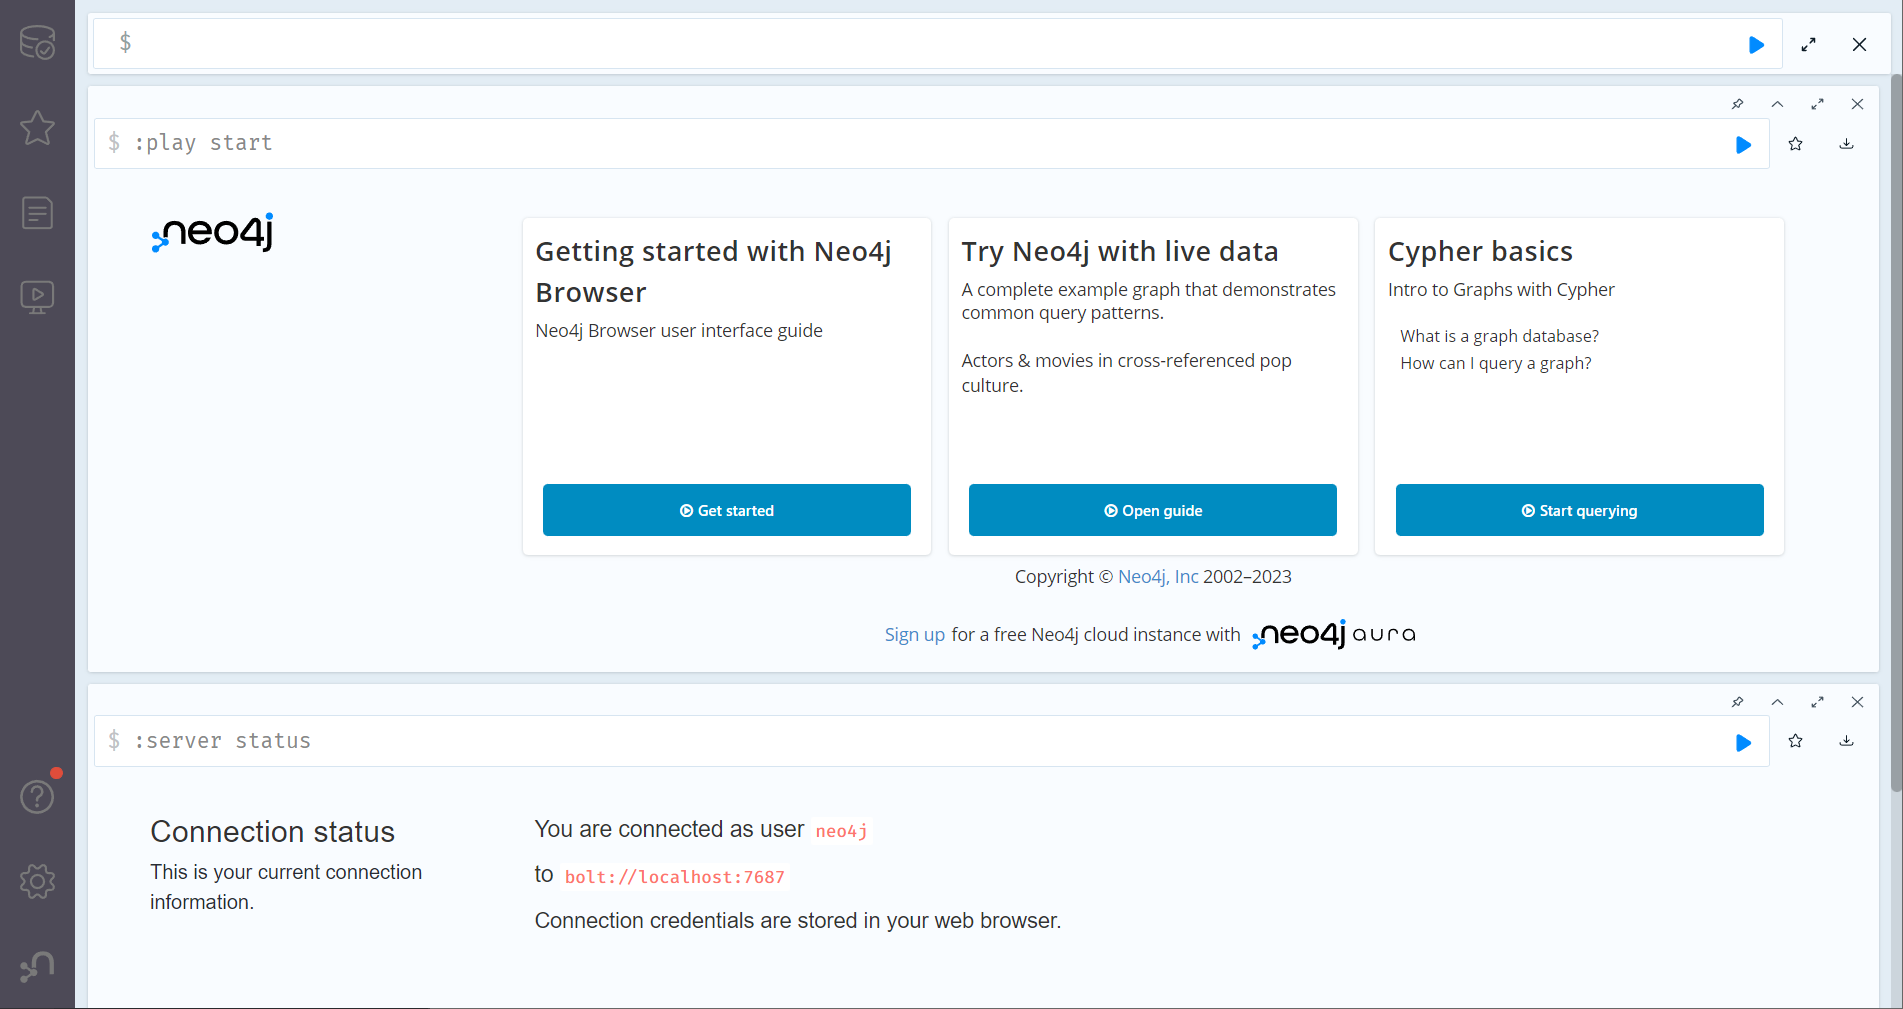 $
$ :play start
neo4j
Getting started with Neo4j
Browser
Neo4j Browser user interface guide
Get started
Try Neo4j with live data
A complete example graph that demonstrates
common query patterns.
Actors & movies in cross-referenced pop
culture.
Open guide
Cypher basics
Intro to Graphs with Cypher
What is a graph database?
How can I query a graph?
Start querying
Copyright © Neo4j, Inc 2002–2023
Sign up for a free Neo4j cloud instance with neo4j aura
$ :server status
Connection status
This is your current connection
information.
You are connected as user neo4j
to bolt://localhost:7687
Connection credentials are stored in your web browser.